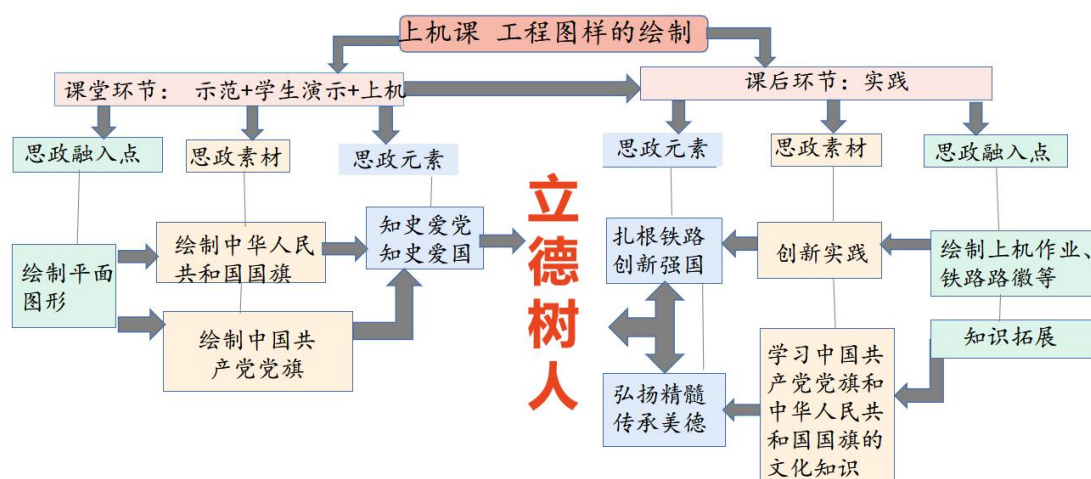 上机课 工程图样的绘制
课堂环节： 示范+学生演示+上机
课后环节：实践
思政融入点
思政素材
思政元素
思政元素
思政素材
思政融入点
绘制平面
图形
绘制中华人民
共和国国旗
绘制中国共
产党党旗
知史爱党
知史爱国
立
德
树
人
扎根铁路
创新强国
弘扬精髓
传承美德
创新实践
学习中国共
产党党旗和
中华人民共
和国国旗的
文化知识
绘制上机作业、
铁路路徽等
知识拓展